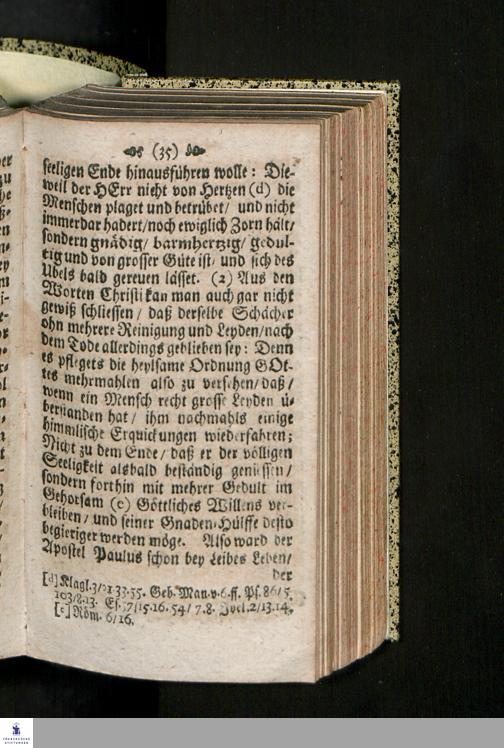 (35)
seeligen Ende hinausführen wolle: Die-
weil der HErr nicht von Hertzen (d) die
Menschen plaget und betrübet/ und nicht
immerdar hadert/noch ewiglich Zorn hält/
sondern gnädig/ barmhertzig/ gedul-
tig und von grosser Güte ist/ und sich des
Ubels bald gereuen lässet. (2) Aus den
Worten Christi kan man auch gar nicht
gewiß schliessen/ daß derselbe Schächer
ohn mehrere Reinigung und Leyden/nach
dem Tode allerdings geblieben sey: Denn
es pflegets die heylsame Ordnung GOt-
tes mehrmahlen also zu versehen/ daß/
wenn ein Mensch recht grosse Leyden ü-
berstanden hat/ ihm nachmahls einige
himmlische Erquickungen wiederfahren;
Nicht zu dem Ende/ daß er der völligen
Seeligkeit alsbald beständig geniessen/
sondern forthin mit mehrer Gedult im
Gehorsam (e) Göttliches Willens ver-
bleiben/ und seiner Gnaden-Hülffe desto
begieriger werden möge. Also ward der
Apostel Paulus schon bey Leibes Leben/
der
[d] Klagl.3/31.33.55. Geb. Man.v.6.ff. Ps.86/5.
103/8.13. Es.57/15.16. 54/7.8. Joel.2/13.14.
[e] Röm. 6/16.